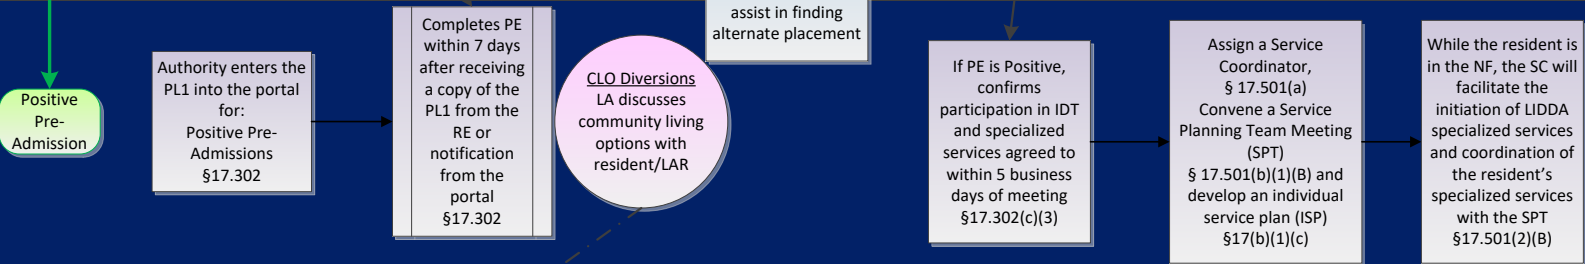 Positive
Pre-
Admission
Authority enters the
PL1 into the portal
for:
Positive Pre-
Admissions
§17.302
Completes PE
within 7 days
after receiving
a copy of the
PL1 from the
RE or
notification
from the
portal
§17.302
CLO Diversions
LA discusses
community living
options with
resident/LAR
assist in finding
alternate placement
If PE is Positive,
confirms
participation in IDT
and specialized
services agreed to
within 5 business
days of meeting
§17.302(c)(3)
Assign a Service
Coordinator,
§ 17.501(a)
Convene a Service
Planning Team Meeting
(SPT)
§ 17.501(b)(1)(B) and
develop an individual
service plan (ISP)
§17(b)(1)(c)
While the resident is
in the NF, the SC will
facilitate the
initiation of LIDDA
specialized services
and coordination of
the resident’s
specialized services
with the SPT
§17.501(2)(B)